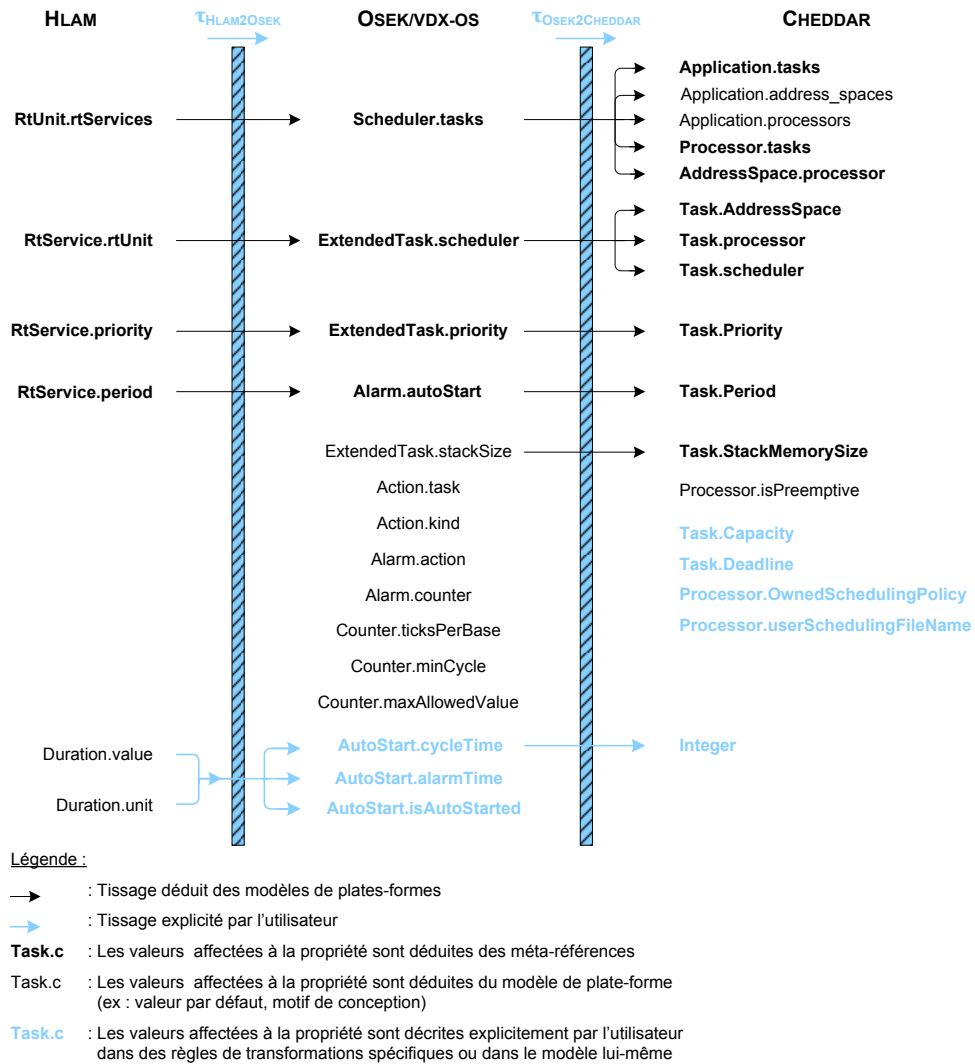 HLAM
τHLAM2OSEK
OSEK/VDX-OS
τOSEK2CHEDDAR
CHEDDAR
RtUnit.rtServices
Scheduler.tasks
Application.tasks
Application.address_spaces
Application.processors
Processor.tasks
AddressSpace.processor
RtService.rtUnit
ExtendedTask.scheduler
Task.AddressSpace
Task.processor
Task.scheduler
RtService.priority
ExtendedTask.priority
Task.Priority
RtService.period
Alarm.autoStart
Task.Period
ExtendedTask.stackSize
Task.StackMemorySize
Action.task
Processor.isPreemptive
Action.kind
Task.Capacity
Alarm.action
Task.Deadline
Alarm.counter
Processor.OwnedSchedulingPolicy
Counter.ticksPerBase
Processor.userSchedulingFileName
Counter.minCycle
Counter.maxAllowedValue
Duration.value
Duration.unit
AutoStart.cycleTime
Integer
AutoStart.alarmTime
AutoStart.isAutoStarted
Légende :
: Tissage déduit des modèles de plates-formes
: Tissage explicité par l'utilisateur
Task.c : Les valeurs affectées à la propriété sont déduites des méta-références
Task.c : Les valeurs affectées à la propriété sont déduites du modèle de plate-forme
(ex : valeur par défaut, motif de conception)
Task.c : Les valeurs affectées à la propriété sont décrites explicitement par l'utilisateur
dans des règles de transformations spécifiques ou dans le modèle lui-même